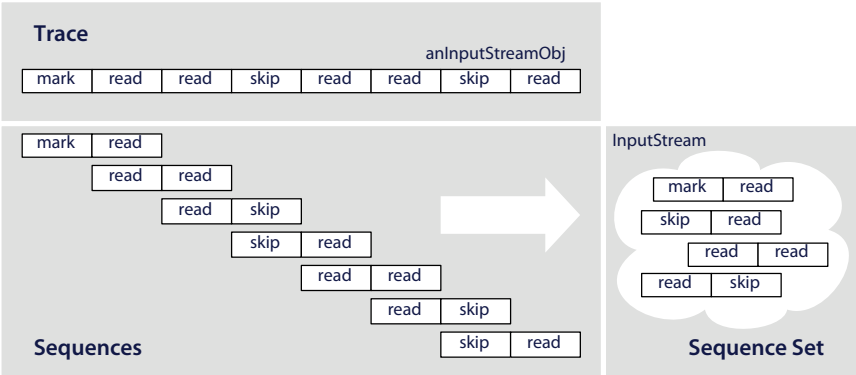 Trace
anInputStreamObj
mark read read skip read read skip read
mark read
read read
read skip
skip read
read read
read skip
skip read
Sequences
InputStream
mark read
skip read
read read
read skip
Sequence Set